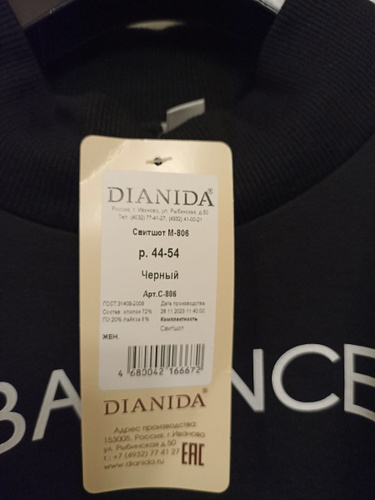 DIANIDA®
Россия, г. Иваново, ул. Рыбинская, д.50
Тел: (4932) 77-41-27, (4932) 41-00-21
Свитшот М-806
р. 44-54
Черный
Арт.С-806
ГОСТ 31408-2009 Дата производства
Состав: хлопок 72% 28.11.2023 11:40:00
ПЭ 20% лайкра 8% Комплектность
Свитшот
ЖЕН.
4 680042 166672
BA NCE
DIANIDA®
Адрес производства:
153005, Россия, г.Иваново
ул. Рыбинская д.50
т.: +7 (4932) 77 41 27
www.dianida.ru
EAC